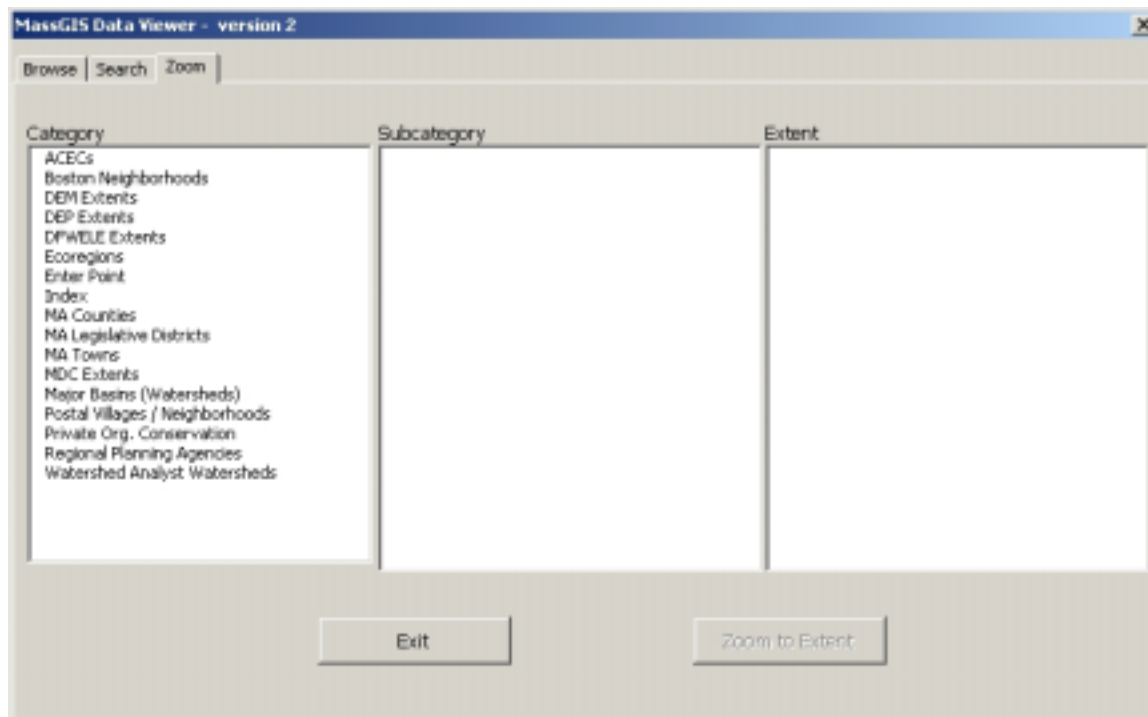 MassGIS Data Viewer - version 2
Browse Search Zoom
Category Subcategory Extent
ACECs
Boston Neighborhoods
DEM Extents
DEP Extents
DFWELE Extents
Ecoregions
Enter Point
Index
MA Counties
MA Legislative Districts
MA Towns
MDC Extents
Major Basins (Watersheds)
Postal Villages / Neighborhoods
Private Org. Conservation
Regional Planning Agencies
Watershed Analyst Watersheds
Exit Zoom to Extent